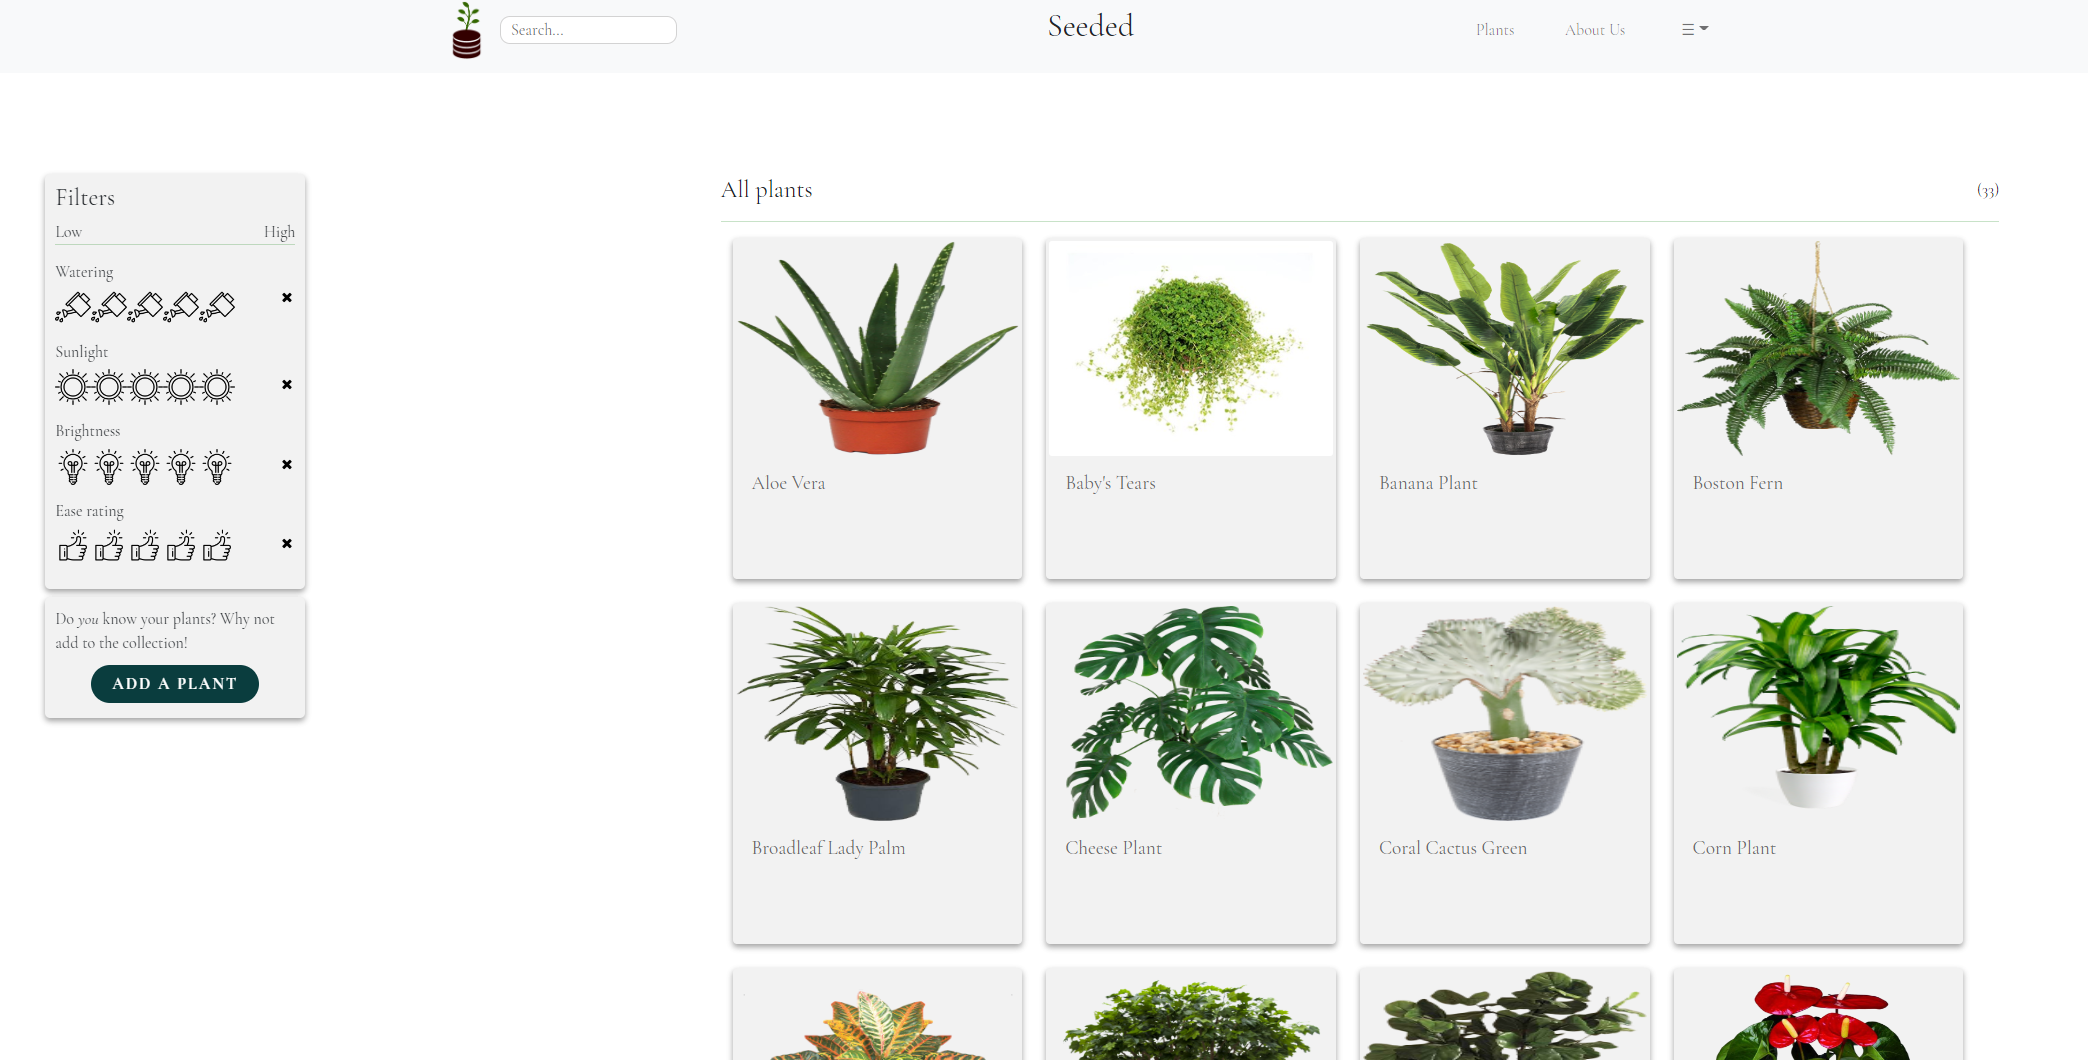 Search...
Seeded
Plants
About Us
Filters
Low High
Watering
Sunlight
Brightness
Ease rating
Do you know your plants? Why not
add to the collection!
ADD A PLANT
All plants (33)
Aloe Vera
Baby's Tears
Banana Plant
Boston Fern
Broadleaf Lady Palm
Cheese Plant
Coral Cactus Green
Corn Plant